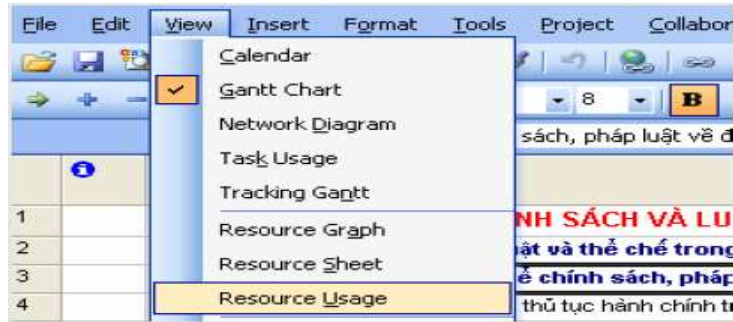 File Edit View Insert Format Tools Project Collabor
Calendar
Gantt Chart
8 B
Network Diagram
sách, pháp luật về đ
Task Usage
Tracking Gantt
1 NH SÁCH VÀ LU
Resource Graph
2 ật và thể chế trong
Resource Sheet
3 ể chính sách, pháp
Resource Usage
4 thủ tục hành chính t